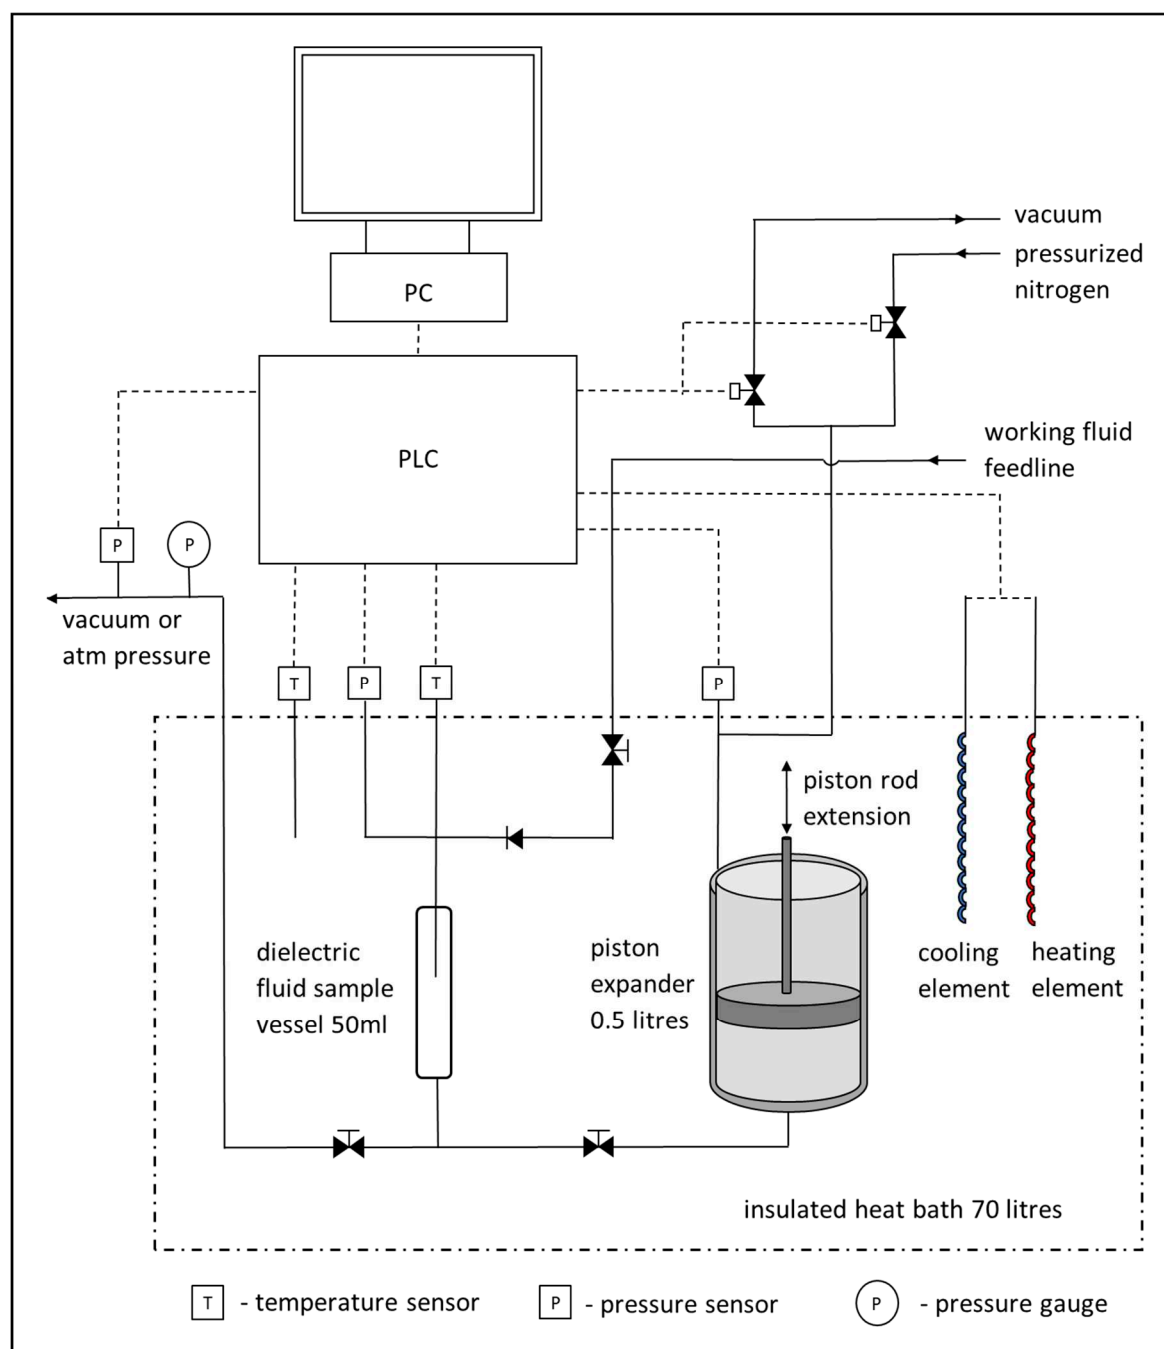 PC
vacuum
pressurized
nitrogen
PLC
working fluid
feedline
P
P
vacuum or
atm pressure
T
P
T
P
piston rod
extension
dielectric
fluid sample
vessel 50ml
piston
expander
0.5 litres
cooling
element
heating
element
insulated heat bath 70 litres
T - temperature sensor
P - pressure sensor
P - pressure gauge